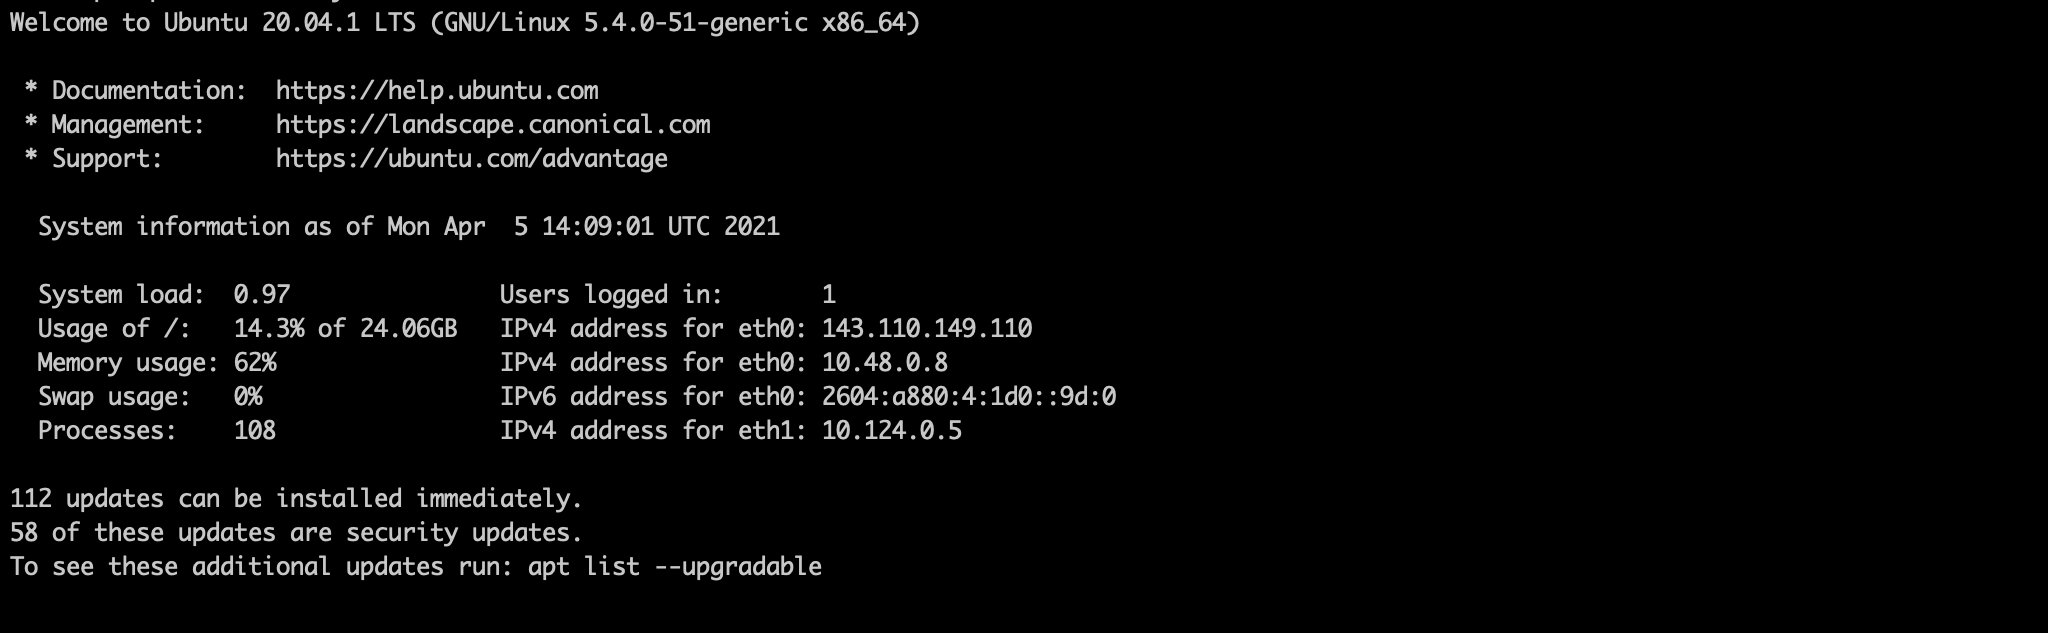 Welcome to Ubuntu 20.04.1 LTS (GNU/Linux 5.4.0-51-generic x86_64)
* Documentation:  https://help.ubuntu.com
* Management:     https://landscape.canonical.com
* Support:        https://ubuntu.com/advantage
System information as of Mon Apr  5 14:09:01 UTC 2021
System load:  0.97               Users logged in:       1
Usage of /:   14.3% of 24.06GB   IPv4 address for eth0: 143.110.149.110
Memory usage: 62%                IPv4 address for eth0: 10.48.0.8
Swap usage:   0%                 IPv6 address for eth0: 2604:a880:4:1d0::9d:0
Processes:    108                IPv4 address for eth1: 10.124.0.5
112 updates can be installed immediately.
58 of these updates are security updates.
To see these additional updates run: apt list --upgradable